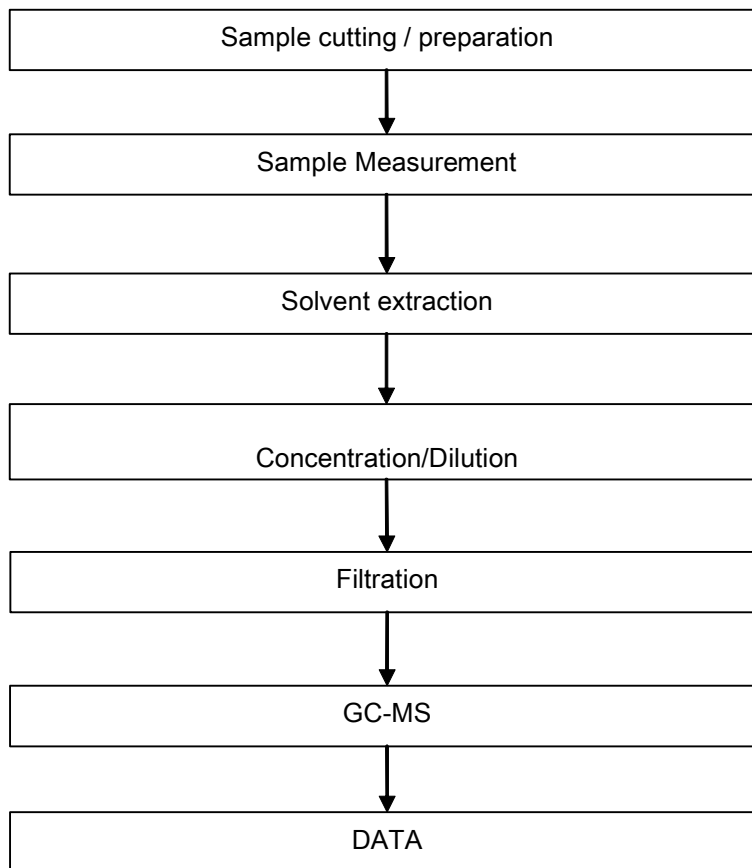 Sample cutting / preparation
Sample Measurement
Solvent extraction
Concentration/Dilution
Filtration
GC-MS
DATA